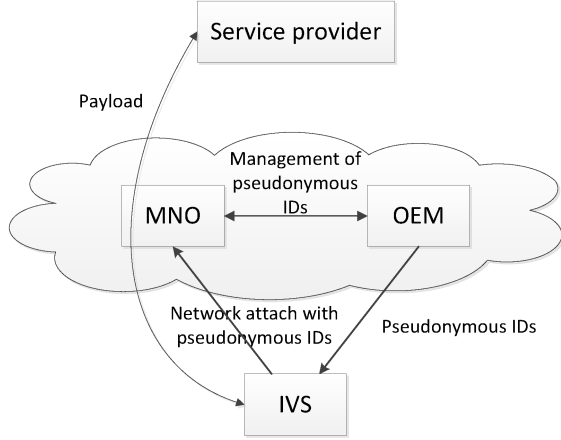 Service provider
Payload
Management of
pseudonymous
IDs
MNO
OEM
Network attach with
pseudonymous IDs
Pseudonymous IDs
IVS